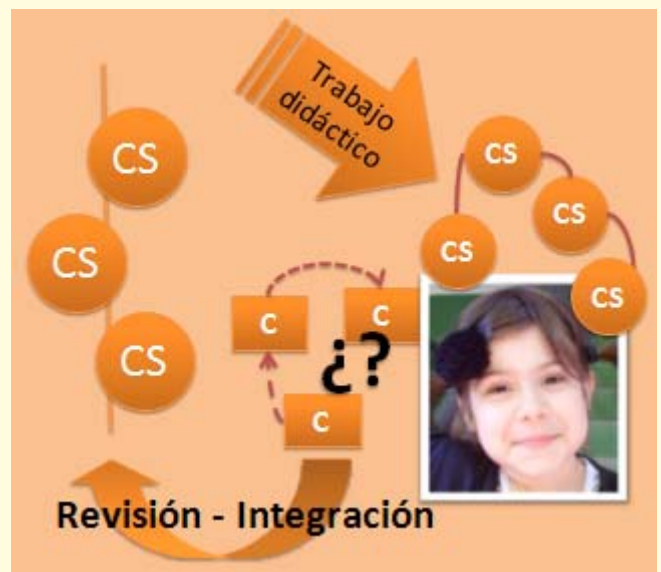 Trabajo
didáctico
CS
CS
CS
CS
CS
CS
CS
C
C
C
¿?
Revisión - Integración